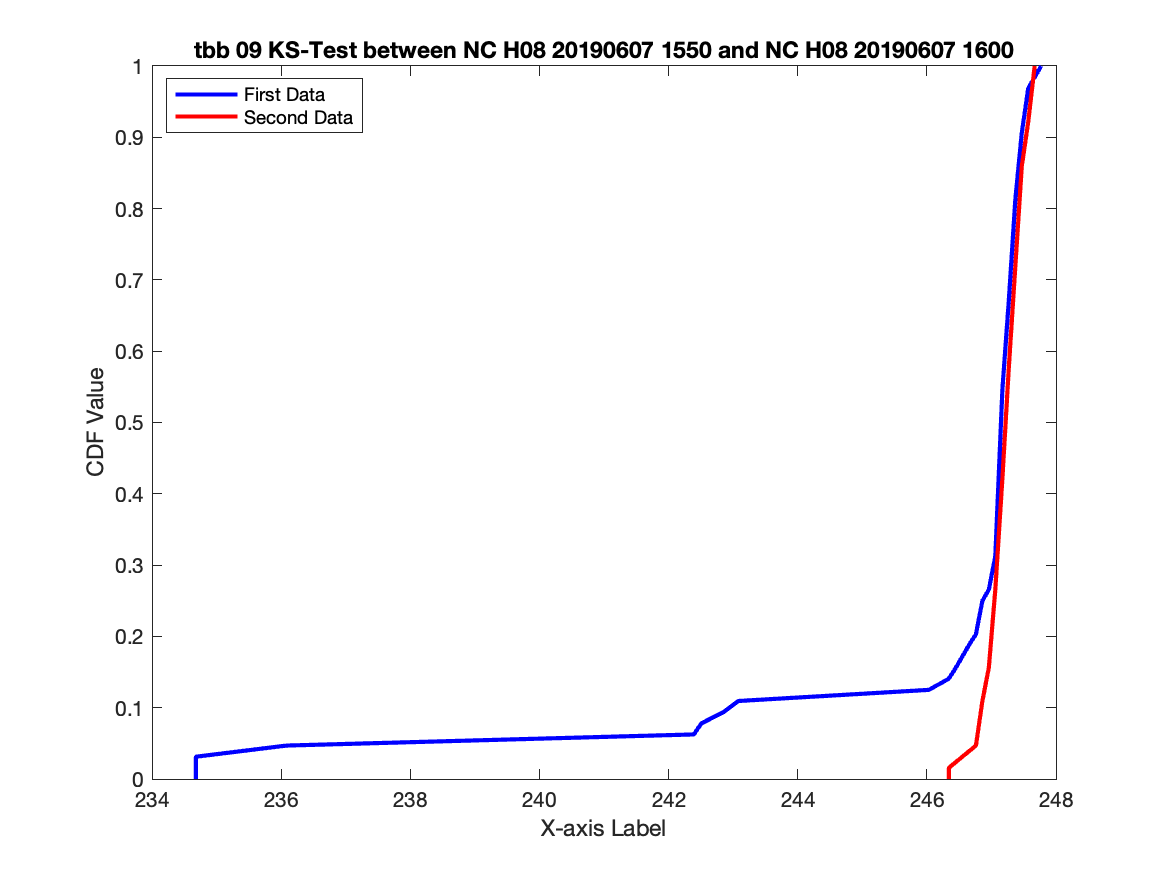 tbb 09 KS-Test between NC H08 20190607 1550 and NC H08 20190607 1600
First Data
Second Data
1
0.9
0.8
0.7
0.6
0.5
0.4
0.3
0.2
0.1
0
CDF Value
234 236 238 240 242 244 246 248
X-axis Label